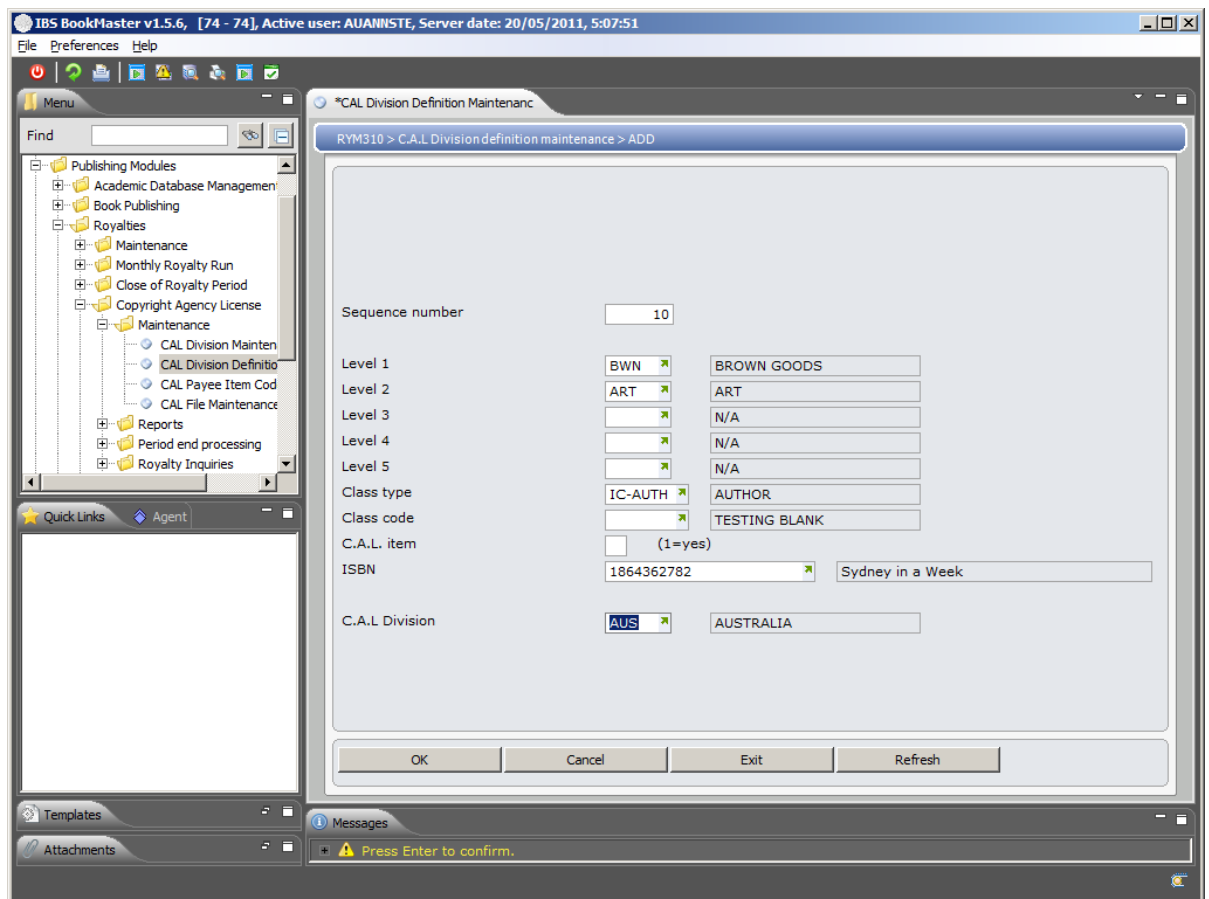 IBS BookMaster v1.5.6, [74 - 74], Active user: AUANNSTE, Server date: 20/05/2011, 5:07:51
File Preferences Help
Menu
Find
Publishing Modules
Academic Database Management
Book Publishing
Royalties
Maintenance
Monthly Royalty Run
Close of Royalty Period
Copyright Agency License
Maintenance
CAL Division Mainten
CAL Division Definitio
CAL Payee Item Cod
CAL File Maintenance
Reports
Period end processing
Royalty Inquiries
Quick Links Agent
Templates
Attachments
*CAL Division Definition Maintenanc
RYM310 > C.A.L Division definition maintenance > ADD
Sequence number 10
Level 1 BWN BROWN GOODS
Level 2 ART ART
Level 3 N/A
Level 4 N/A
Level 5 N/A
Class type IC-AUTH AUTHOR
Class code TESTING BLANK
C.A.L. item (1=yes)
ISBN 1864362782 Sydney in a Week
C.A.L Division AUS AUSTRALIA
OK Cancel Exit Refresh
Messages
Press Enter to confirm.